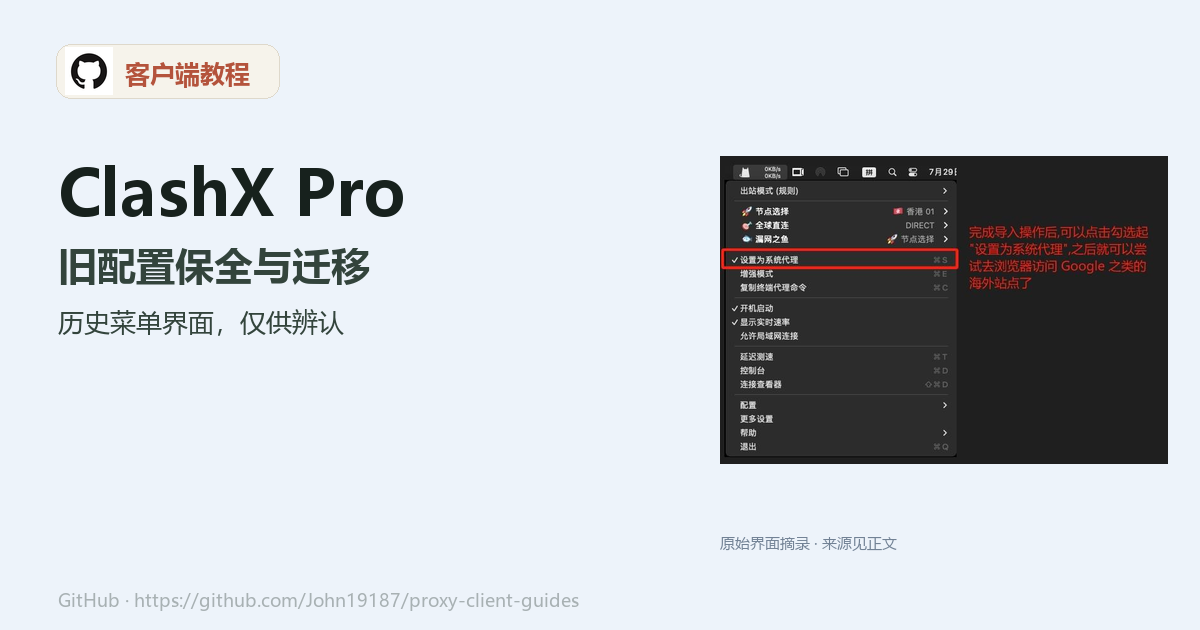 客户端教程
ClashX Pro
旧配置保全与迁移
历史菜单界面，仅供辨认
0KB/s
0KB/s
拼
7月29日
出站模式 (规则)
节点选择 香港 01
全球直连 DIRECT
漏网之鱼 节点选择
✓设置为系统代理 ⌘S
增强模式 ⌘E
复制终端代理命令 ⌘C
✓开机启动
✓显示实时速率
允许局域网连接
延迟测速 ⌘T
控制台 ⌘D
连接查看器 ⇧⌘D
配置
更多设置
帮助
退出 ⌘Q
完成导入操作后,可以点击勾选起
"设置为系统代理",之后就可以尝
试去浏览器访问 Google 之类的
海外站点了
原始界面摘录 · 来源见正文
GitHub · https://github.com/John19187/proxy-client-guides